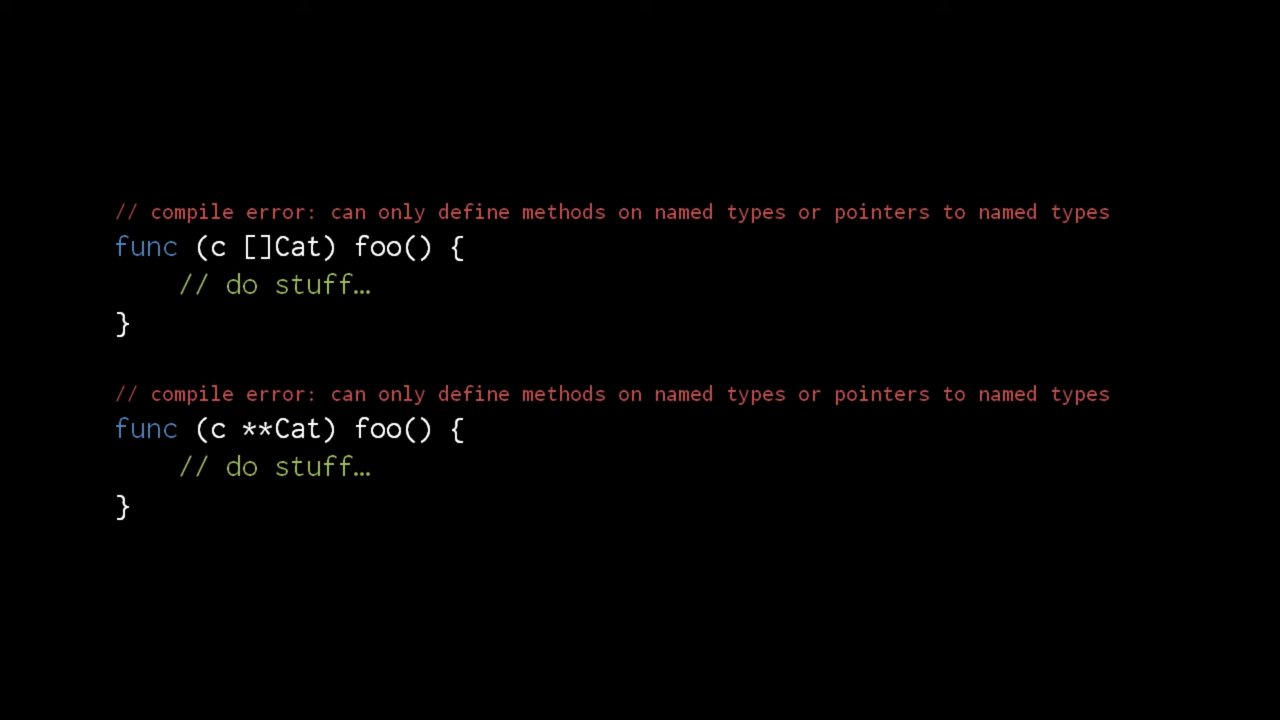 // compile error: can only define methods on named types or pointers to named types
func (c []Cat) foo() {
    // do stuff…
}
// compile error: can only define methods on named types or pointers to named types
func (c **Cat) foo() {
    // do stuff…
}